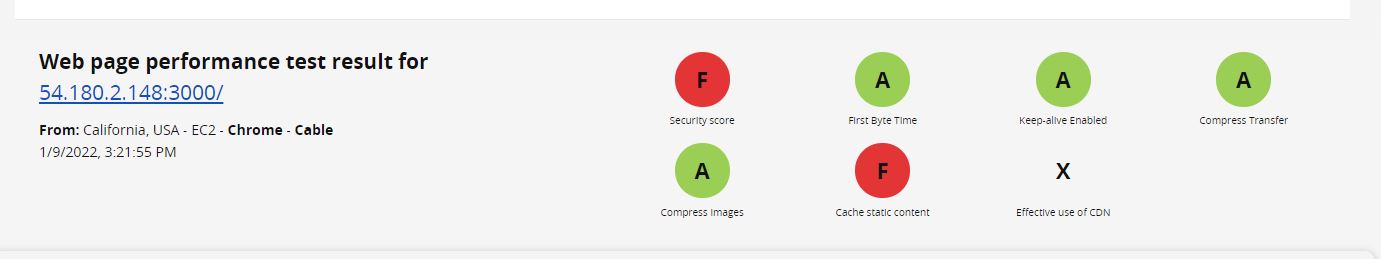 Web page performance test result for
54.180.2.148:3000/
From: California, USA - EC2 - Chrome - Cable
1/9/2022, 3:21:55 PM
F
A
A
A
Security score
First Byte Time
Keep-alive Enabled
Compress Transfer
A
F
X
Compress Images
Cache static content
Effective use of CDN